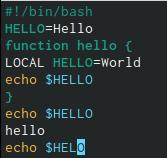 #!/bin/bash
HELLO=Hello
function hello {
LOCAL HELLO=World
echo $HELLO
}
echo $HELLO
hello
echo $HELO